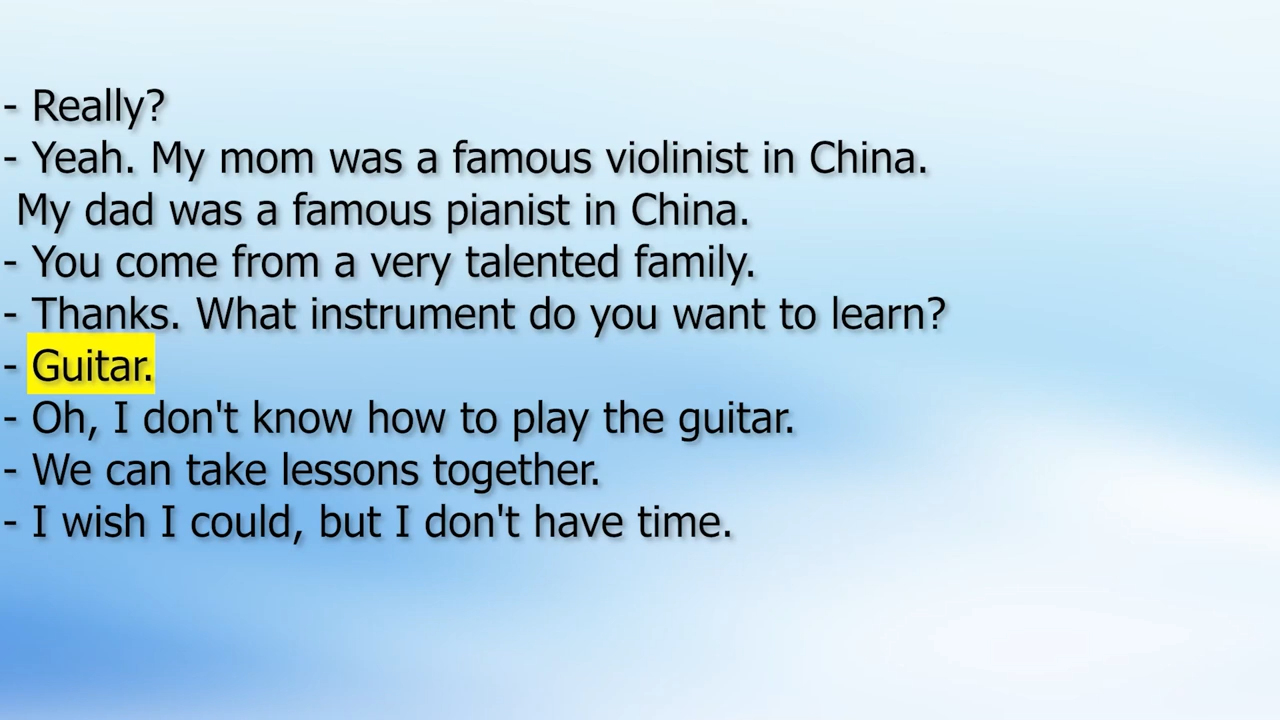 - Really?
- Yeah. My mom was a famous violinist in China.
My dad was a famous pianist in China.
- You come from a very talented family.
- Thanks. What instrument do you want to learn?
- Guitar.
- Oh, I don't know how to play the guitar.
- We can take lessons together.
- I wish I could, but I don't have time.